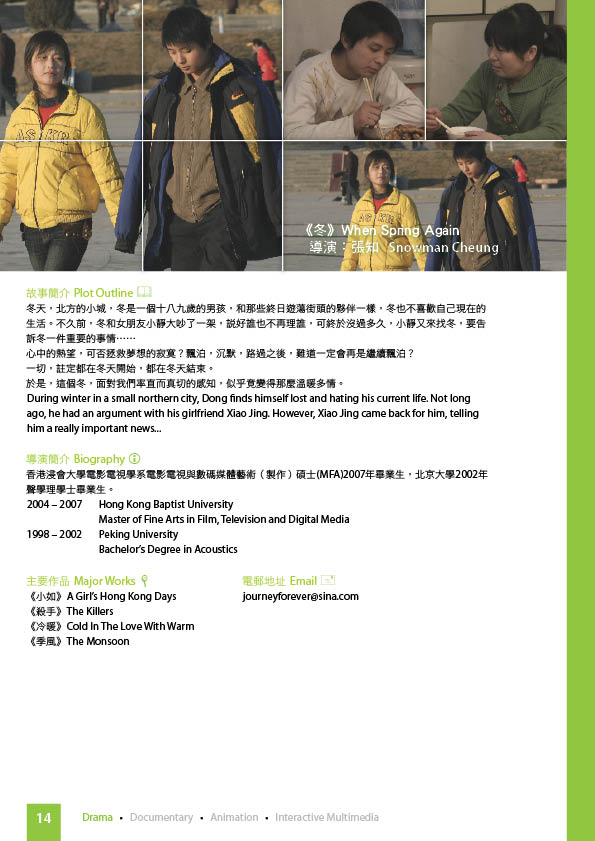 ASIKR
《冬》When Spring Again
導演：張知 Snowman Cheung
故事簡介 Plot Outline
冬天，北方的小城，冬是一個十八九歲的男孩，和那些終日遊蕩街頭的夥伴一樣，冬也不喜歡自己現在的
生活。不久前，冬和女朋友小靜大吵了一架，說好誰也不再理誰，可終於沒過多久，小靜又來找冬，要告
訴冬一件重要的事情……
心中的熱望，可否拯救夢想的寂寞？飄泊，沉默，路過之後，難道一定會再是繼續飄泊？
一切，註定都在冬天開始，都在冬天結束。
於是，這個冬，面對我們率直而真切的感知，似乎竟變得那麼溫暖多情。
During winter in a small northern city, Dong finds himself lost and hating his current life. Not long
ago, he had an argument with his girlfriend Xiao Jing. However, Xiao Jing came back for him, telling
him a really important news...
導演簡介 Biography
香港浸會大學電影電視學系電影電視與數碼媒體藝術（製作）碩士(MFA)2007年畢業生，北京大學2002年
聲學理學士畢業生。
2004 – 2007 Hong Kong Baptist University
Master of Fine Arts in Film, Television and Digital Media
1998 – 2002 Peking University
Bachelor's Degree in Acoustics
主要作品 Major Works
《小如》A Girl's Hong Kong Days
《殺手》The Killers
《冷暖》Cold In The Love With Warm
《季風》The Monsoon
電郵地址 Email
journeyforever@sina.com
14 Drama • Documentary • Animation • Interactive Multimedia